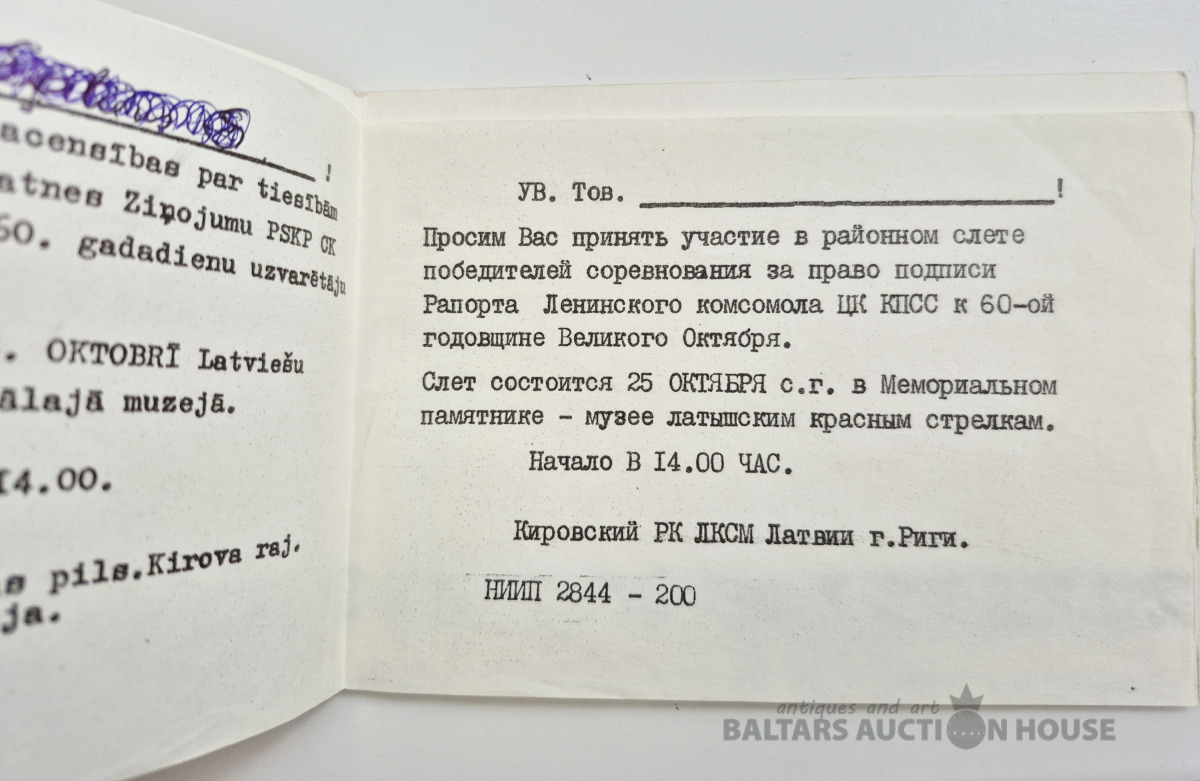 !
acensības par tiesībām
atnes Ziņojumu PSKP CK
60. gadadienu uzvarētāju
. OKTOBRĪ Latviešu
ālajā muzejā.
14.00.
s pils.Kirova raj.
ja.
УВ. Тов. ____________________!
Просим Вас принять участие в районном слете
победителей соревнования за право подписи
Рапорта Ленинского комсомола ЦК КПСС к 60-ой
годовщине Великого Октября.
Слет состоится 25 ОКТЯБРЯ с.г. в Мемориальном
памятнике - музее латышским красным стрелкам.
Начало В I4.00 ЧАС.
Кировский РК ЛКСМ Латвии г.Риги.
НИИП 2844 - 200
antiques and art
BALTARS AUCTION HOUSE